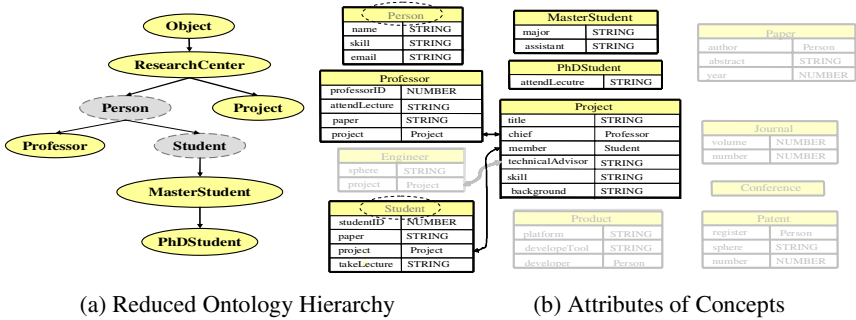 Object
ResearchCenter
Person
Project
Professor
Student
MasterStudent
PhDStudent
Person
name STRING
skill STRING
email STRING
MasterStudent
major STRING
assistant STRING
PhDStudent
attendLecutre STRING
Paper
author Person
abstract STRING
year NUMBER
Professor
professorID NUMBER
attendLecture STRING
paper STRING
project Project
Project
title STRING
chief Professor
member Student
technicalAdvisor STRING
skill STRING
background STRING
Journal
volume NUMBER
number NUMBER
Engineer
sphere STRING
project Project
Conference
Student
studentID NUMBER
paper STRING
project Project
takeLecture STRING
Product
platform STRING
developeTool STRING
developer Person
Patent
register Person
sphere STRING
number NUMBER
(a) Reduced Ontology Hierarchy
(b) Attributes of Concepts